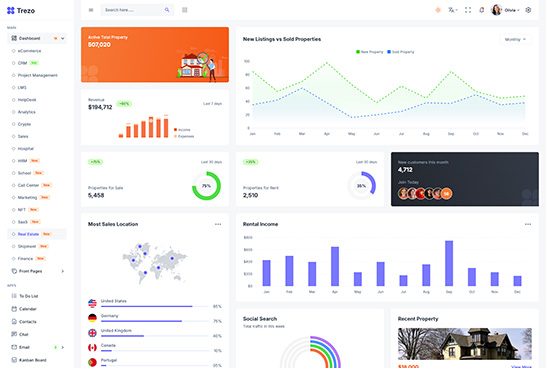 Trezo
Search here.....
Olivia
MAIN
Dashboard
eCommerce
CRM
Project Management
LMS
HelpDesk
Analytics
Crypto
Sales
Hospital
HRM New
School New
Call Center New
Marketing New
NFT New
SaaS New
Real Estate New
Shipment New
Finance New
Front Pages
APPS
To Do List
Calendar
Contacts
Chat
Email
Kanban Board
Active Total Property
507,020
Revenue
$194,712
Last 7 days
Income
Expenses
New Listings vs Sold Properties
Monthly
New Property
Sold Property
100
80
60
40
20
0
Jan Feb Mar Apr May Jun Jul Aug Sep Oct Nov Dec
Last 30 days
Properties for Sale
5,458
75%
Last 30 days
Properties for Rent
2,510
35%
New customers this month
4,712
Join Today
Most Sales Location
United States
85%
Germany
75%
United Kingdom
40%
Canada
10%
Portugal
Rental Income
$800
$600
$400
$200
$0
Jan Feb Mar Apr May Jun Jul Aug Sep Oct Nov Dec
Social Search
Total traffic in this week
Recent Property
$18,000
View More